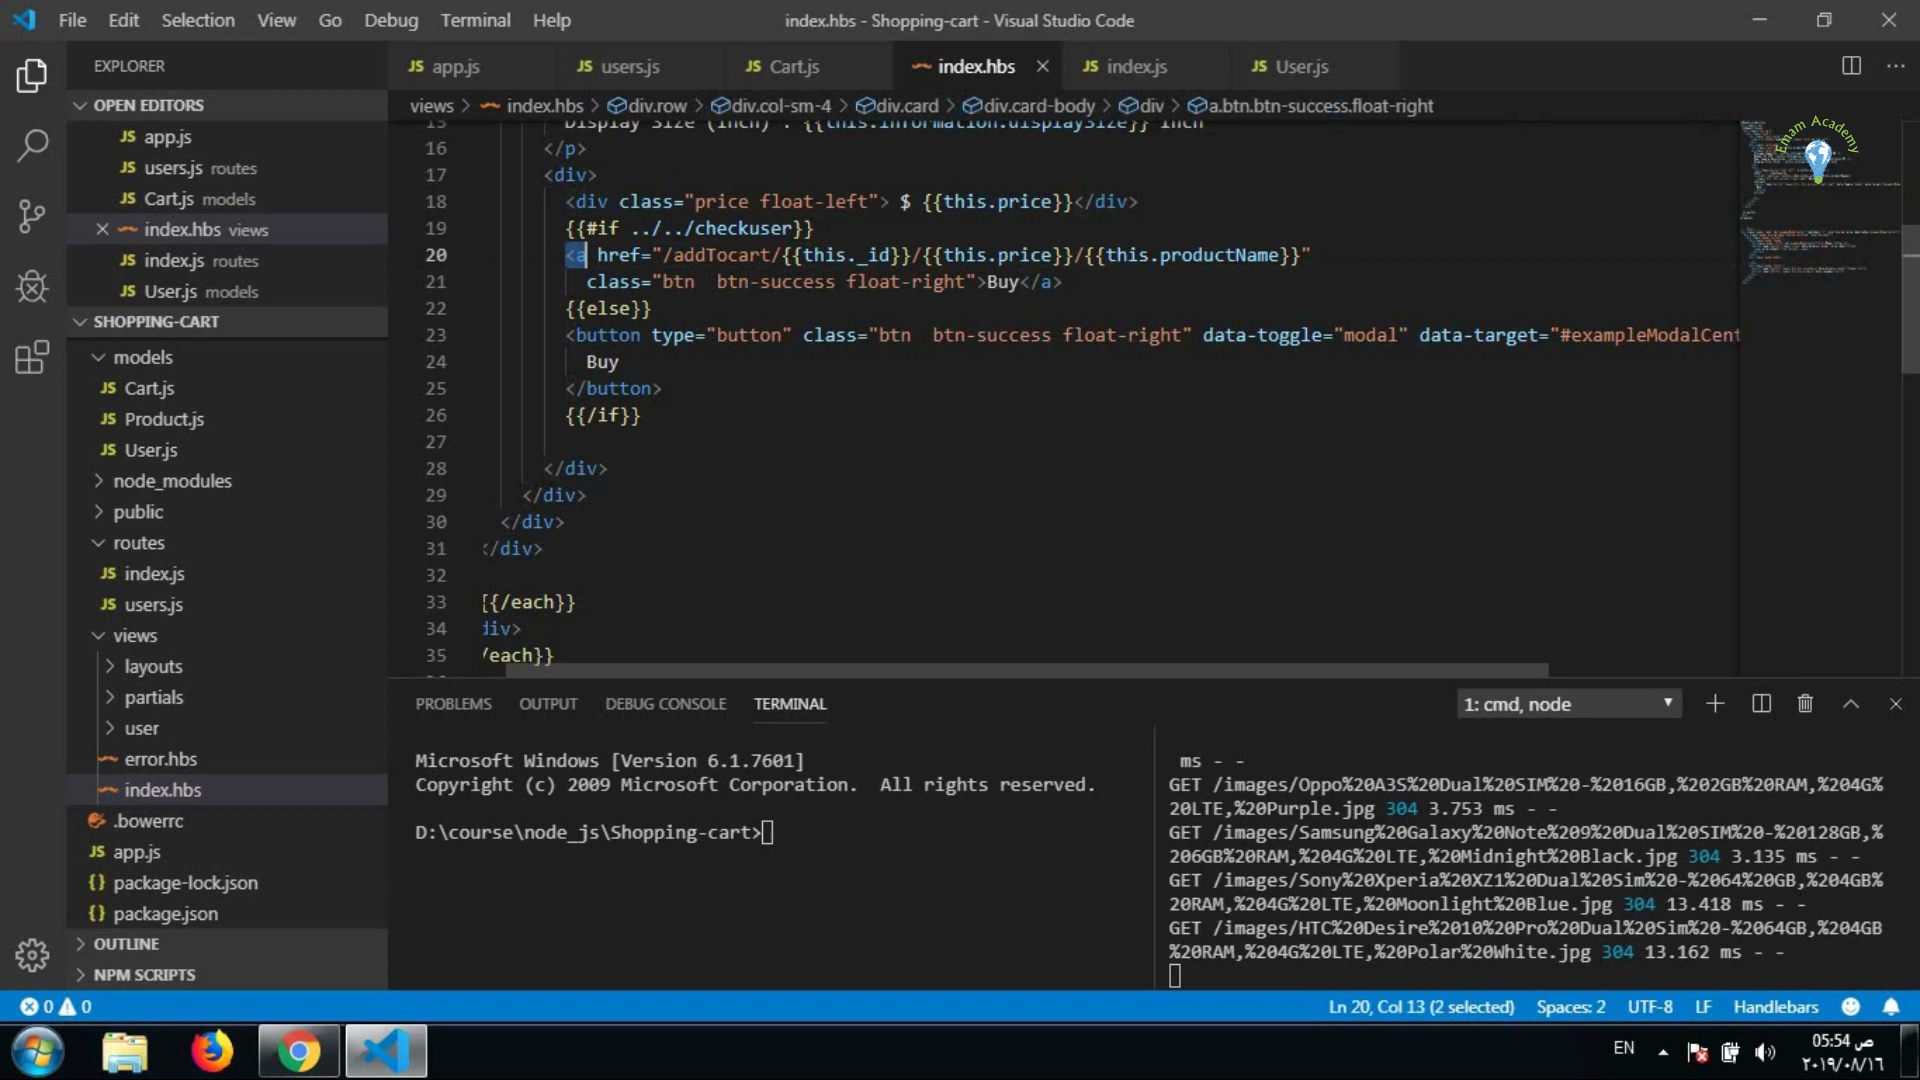 File Edit Selection View Go Debug Terminal Help
index.hbs - Shopping-cart - Visual Studio Code
EXPLORER
OPEN EDITORS
JS app.js
JS users.js routes
JS Cart.js models
index.hbs views
JS index.js routes
JS User.js models
SHOPPING-CART
models
JS Cart.js
JS Product.js
JS User.js
node_modules
public
routes
JS index.js
JS users.js
views
layouts
partials
user
error.hbs
index.hbs
.bowerrc
JS app.js
{} package-lock.json
{} package.json
OUTLINE
NPM SCRIPTS
JS app.js JS users.js JS Cart.js index.hbs JS index.js JS User.js
views > index.hbs > div.row > div.col-sm-4 > div.card > div.card-body > div > a.btn.btn-success.float-right
Emam Academy
15 Display Size (inch) : {{this.information.displaySize}} Inch
16 </p>
17 <div>
18 <div class="price float-left"> $ {{this.price}}</div>
19 {{#if ../../checkuser}}
20 <a href="/addTocart/{{this._id}}/{{this.price}}/{{this.productName}}"
21 class="btn  btn-success float-right">Buy</a>
22 {{else}}
23 <button type="button" class="btn  btn-success float-right" data-toggle="modal" data-target="#exampleModalCent
24 Buy
25 </button>
26 {{/if}}
27
28 </div>
29 </div>
30 </div>
31 </div>
32
33 {{/each}}
34 div>
35 /each}}
PROBLEMS OUTPUT DEBUG CONSOLE TERMINAL
1: cmd, node
Microsoft Windows [Version 6.1.7601]
Copyright (c) 2009 Microsoft Corporation.  All rights reserved.
D:\course\node_js\Shopping-cart>
ms - -
GET /images/Oppo%20A3S%20Dual%20SIM%20-%2016GB,%202GB%20RAM,%204G%
20LTE,%20Purple.jpg 304 3.753 ms - -
GET /images/Samsung%20Galaxy%20Note%209%20Dual%20SIM%20-%20128GB,%
206GB%20RAM,%204G%20LTE,%20Midnight%20Black.jpg 304 3.135 ms - -
GET /images/Sony%20Xperia%20XZ1%20Dual%20Sim%20-%2064%20GB,%204GB%
20RAM,%204G%20LTE,%20Moonlight%20Blue.jpg 304 13.418 ms - -
GET /images/HTC%20Desire%2010%20Pro%20Dual%20Sim%20-%2064GB,%204GB
%20RAM,%204G%20LTE,%20Polar%20White.jpg 304 13.162 ms - -
0 0
Ln 20, Col 13 (2 selected) Spaces: 2 UTF-8 LF Handlebars
EN
05:54 ص
٢٠١٩/٠٨/١٦